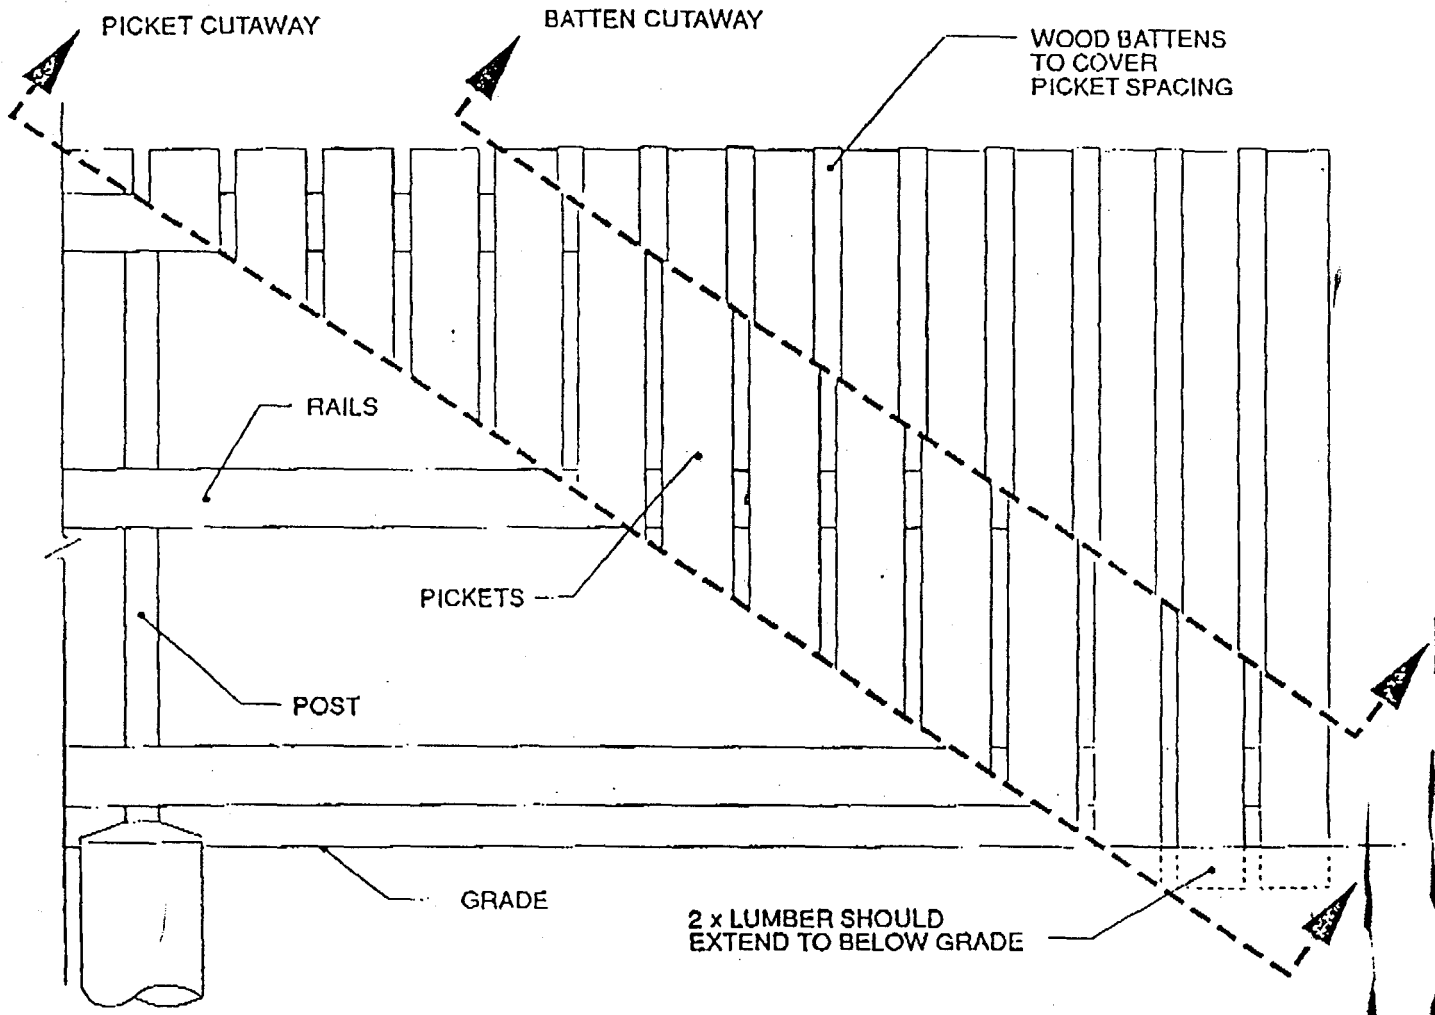 PICKET CUTAWAY
BATTEN CUTAWAY
WOOD BATTENS
TO COVER
PICKET SPACING
RAILS
PICKETS
POST
GRADE
2 x LUMBER SHOULD
EXTEND TO BELOW GRADE